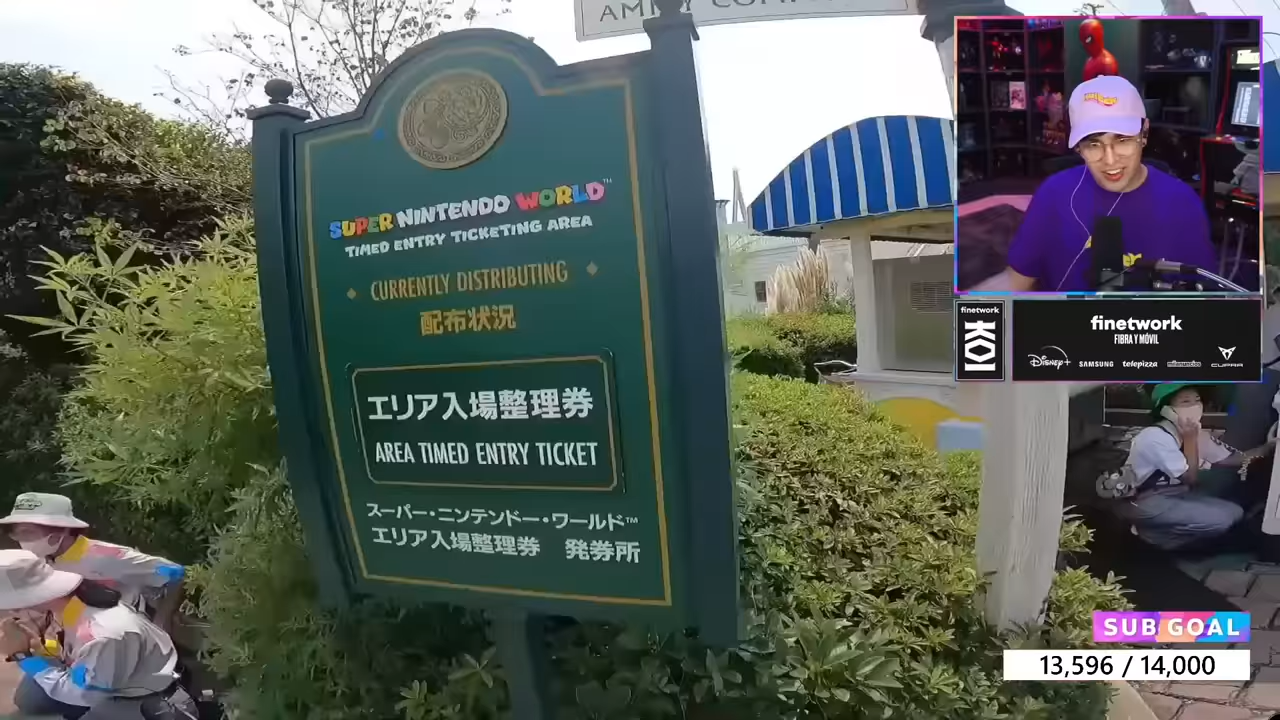 SUPER NINTENDO WORLD™
TIMED ENTRY TICKETING AREA
CURRENTLY DISTRIBUTING
配布状況
エリア入場整理券
AREA TIMED ENTRY TICKET
スーパー・ニンテンドー・ワールド™
エリア入場整理券 発券所
finetwork
KOI
finetwork
FIBRA Y MÓVIL
Disney+ SAMSUNG telepizza milanuncios CUPRA
SUB GOAL
13,596 / 14,000